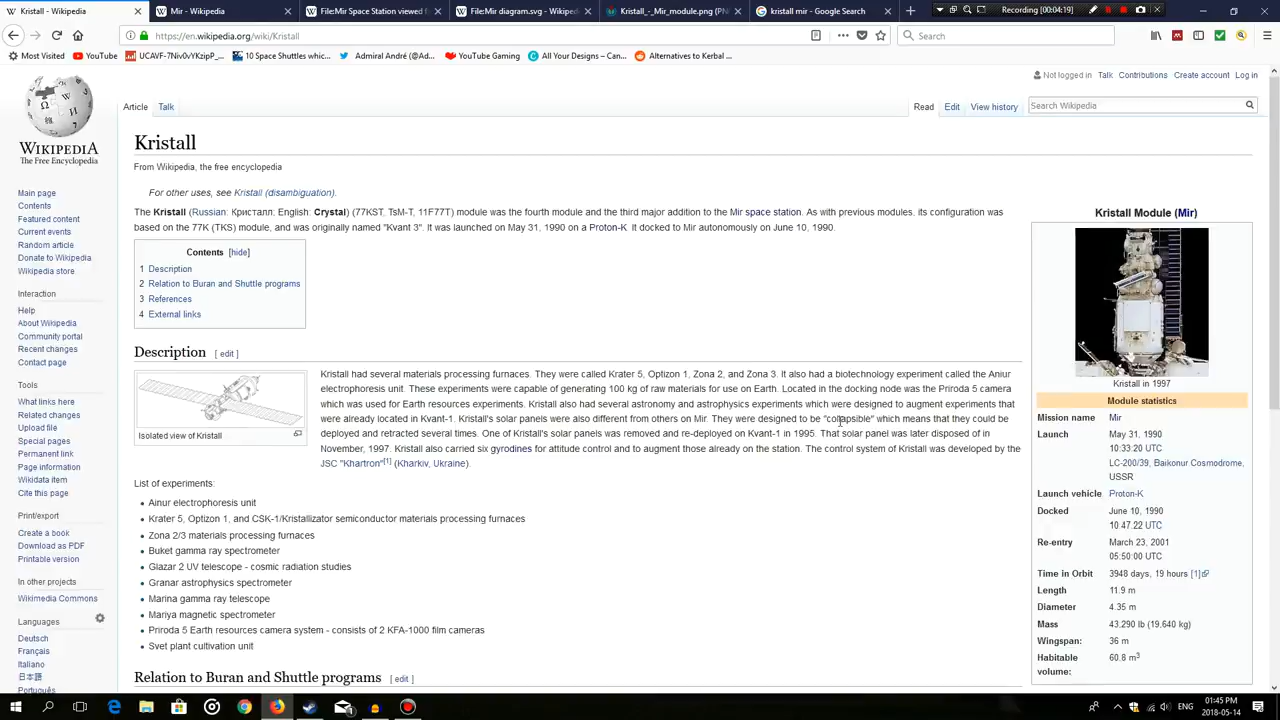 Kristall - Wikipedia
Mir - Wikipedia
File:Mir Space Station viewed f
File:Mir diagram.svg - Wikiped
Kristall_-_Mir_module.png (PN
kristall mir - Google Search
Recording [00:04:19]
https://en.wikipedia.org/wiki/Kristall
Search
Most Visited
YouTube
UCAVF-7Niv0vYKzipP_...
10 Space Shuttles whic...
Admiral André (@Ad...
YouTube Gaming
All Your Designs – Can...
Alternatives to Kerbal ...
Not logged in Talk Contributions Create account Log in
Article Talk
Read Edit View history
Search Wikipedia
WIKIPEDIA
The Free Encyclopedia
Main page
Contents
Featured content
Current events
Random article
Donate to Wikipedia
Wikipedia store
Interaction
Help
About Wikipedia
Community portal
Recent changes
Contact page
Tools
What links here
Related changes
Upload file
Special pages
Permanent link
Page information
Wikidata item
Cite this page
Print/export
Create a book
Download as PDF
Printable version
In other projects
Wikimedia Commons
Languages
Deutsch
Français
Italiano
日本語
Português
Kristall
From Wikipedia, the free encyclopedia
For other uses, see Kristall (disambiguation).
The Kristall (Russian: Кристалл; English: Crystal) (77KST, TsM-T, 11F77T) module was the fourth module and the third major addition to the Mir space station. As with previous modules, its configuration was
based on the 77K (TKS) module, and was originally named "Kvant 3". It was launched on May 31, 1990 on a Proton-K. It docked to Mir autonomously on June 10, 1990.
Contents [hide]
1 Description
2 Relation to Buran and Shuttle programs
3 References
4 External links
Description [ edit ]
Isolated view of Kristall
Kristall had several materials processing furnaces. They were called Krater 5, Optizon 1, Zona 2, and Zona 3. It also had a biotechnology experiment called the Aniur
electrophoresis unit. These experiments were capable of generating 100 kg of raw materials for use on Earth. Located in the docking node was the Priroda 5 camera
which was used for Earth resources experiments. Kristall also had several astronomy and astrophysics experiments which were designed to augment experiments that
were already located in Kvant-1. Kristall's solar panels were also different from others on Mir. They were designed to be "collapsible" which means that they could be
deployed and retracted several times. One of Kristall's solar panels was removed and re-deployed on Kvant-1 in 1995. That solar panel was later disposed of in
November, 1997. Kristall also carried six gyrodines for attitude control and to augment those already on the station. The control system of Kristall was developed by the
JSC "Khartron"[1] (Kharkiv, Ukraine).
List of experiments:
• Ainur electrophoresis unit
• Krater 5, Optizon 1, and CSK-1/Kristallizator semiconductor materials processing furnaces
• Zona 2/3 materials processing furnaces
• Buket gamma ray spectrometer
• Glazar 2 UV telescope - cosmic radiation studies
• Granar astrophysics spectrometer
• Marina gamma ray telescope
• Mariya magnetic spectrometer
• Priroda 5 Earth resources camera system - consists of 2 KFA-1000 film cameras
• Svet plant cultivation unit
Relation to Buran and Shuttle programs [ edit ]
Kristall Module (Mir)
Kristall in 1997
Module statistics
Mission name Mir
Launch May 31, 1990
10:33:20 UTC
LC-200/39, Baikonur Cosmodrome,
USSR
Launch vehicle Proton-K
Docked June 10, 1990
10:47:22 UTC
Re-entry March 23, 2001
05:50:00 UTC
Time in Orbit 3948 days, 19 hours [1]
Length 11.9 m
Diameter 4.35 m
Mass 43,290 lb (19,640 kg)
Wingspan: 36 m
Habitable 60.8 m3
volume:
ENG
01:45 PM
2018-05-14